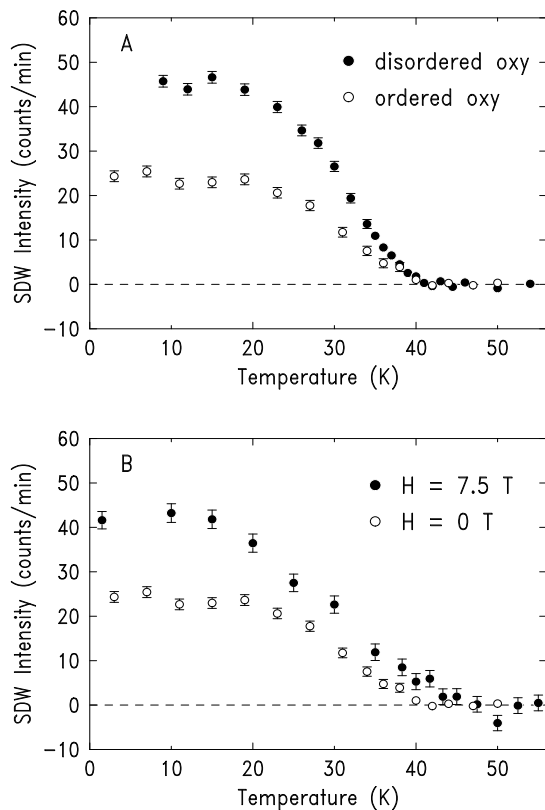 60
50
40
30
20
10
0
−10
SDW Intensity (counts/min)
A
disordered oxy
ordered oxy
0 10 20 30 40 50
Temperature (K)
60
50
40
30
20
10
0
−10
SDW Intensity (counts/min)
B
H = 7.5 T
H = 0 T
0 10 20 30 40 50
Temperature (K)